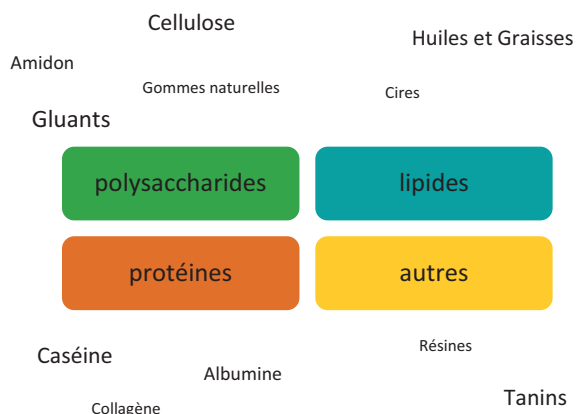 Cellulose
Huiles et Graisses
Amidon
Gommes naturelles
Cires
Gluants
polysaccharides
lipides
protéines
autres
Résines
Caséine
Albumine
Tanins
Collagène